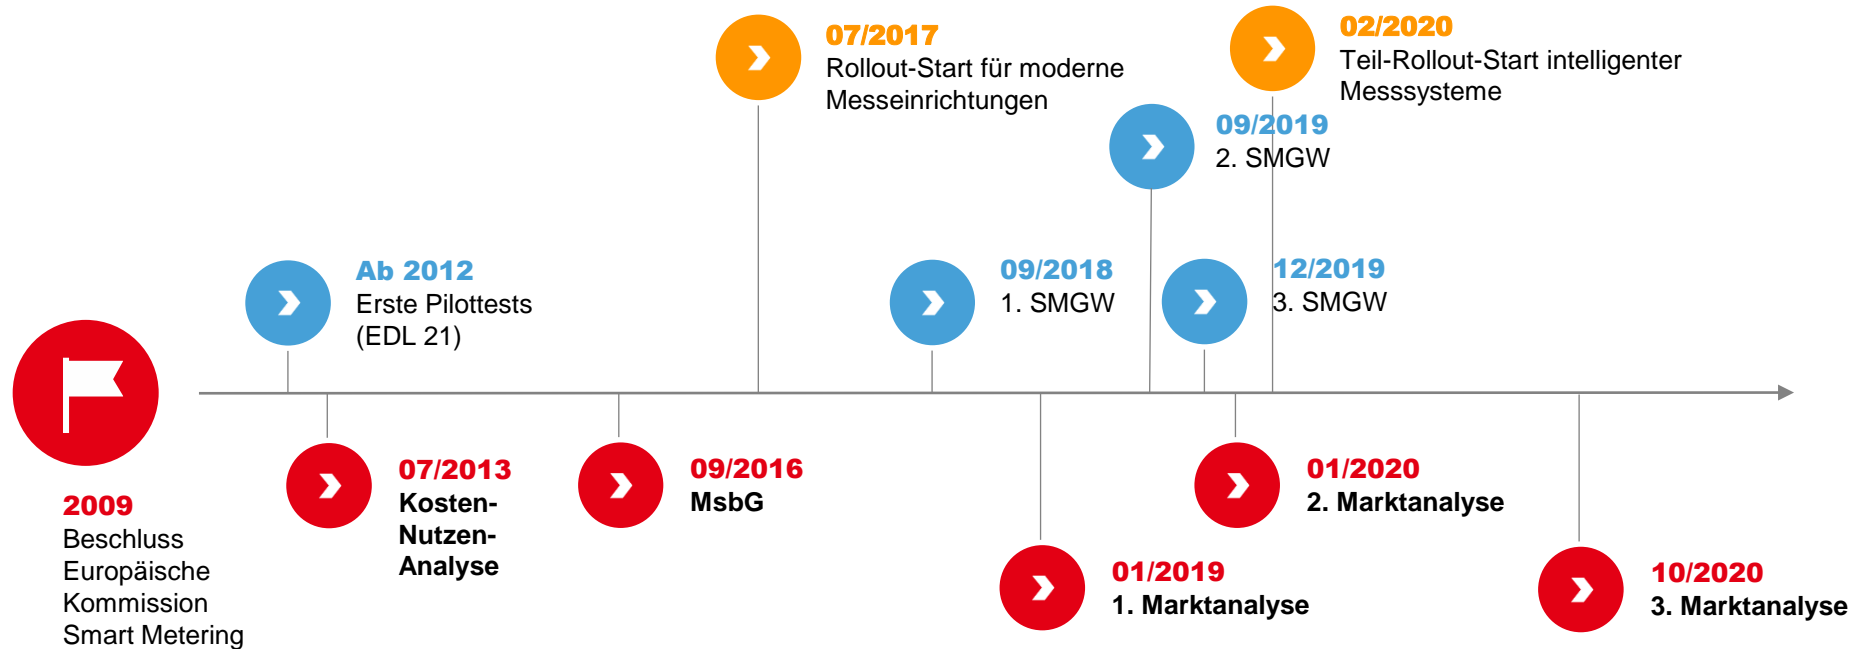 2009
Beschluss
Europäische
Kommission
Smart Metering
Ab 2012
Erste Pilottests
(EDL 21)
07/2013
Kosten-
Nutzen-
Analyse
09/2016
MsbG
07/2017
Rollout-Start für moderne
Messeinrichtungen
09/2018
1. SMGW
01/2019
1. Marktanalyse
09/2019
2. SMGW
12/2019
3. SMGW
01/2020
2. Marktanalyse
02/2020
Teil-Rollout-Start intelligenter
Messsysteme
10/2020
3. Marktanalyse